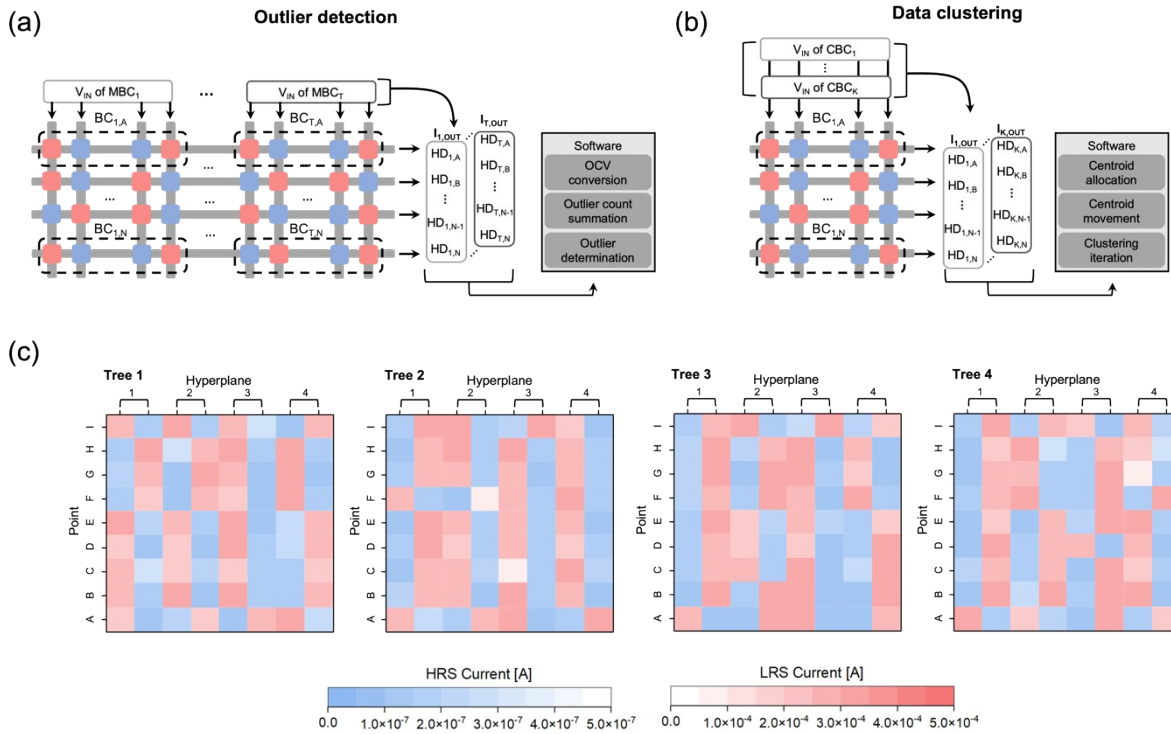 (a)
Outlier detection
V_IN of MBC_1
...
V_IN of MBC_T
BC_1,A
BC_T,A
...
...
...
...
BC_1,N
BC_T,N
...
I_1,OUT
HD_1,A
HD_1,B
⋮
HD_1,N-1
HD_1,N
I_T,OUT
HD_T,A
HD_T,B
⋮
HD_T,N-1
HD_T,N
Software
OCV
conversion
Outlier count
summation
Outlier
determination
(b)
Data clustering
V_IN of CBC_1
⋮
V_IN of CBC_K
BC_1,A
...
BC_1,N
I_1,OUT
HD_1,A
HD_1,B
⋮
HD_1,N-1
HD_1,N
I_K,OUT
HD_K,A
HD_K,B
⋮
HD_K,N-1
HD_K,N
Software
Centroid
allocation
Centroid
movement
Clustering
iteration
(c)
Tree 1
Hyperplane
1 2 3 4
Point
I
H
G
F
E
D
C
B
A
Tree 2
Hyperplane
1 2 3 4
Point
I
H
G
F
E
D
C
B
A
Tree 3
Hyperplane
1 2 3 4
Point
I
H
G
F
E
D
C
B
A
Tree 4
Hyperplane
1 2 3 4
Point
I
H
G
F
E
D
C
B
A
HRS Current [A]
0.0 1.0×10⁻⁷ 2.0×10⁻⁷ 3.0×10⁻⁷ 4.0×10⁻⁷ 5.0×10⁻⁷
LRS Current [A]
0.0 1.0×10⁻⁴ 2.0×10⁻⁴ 3.0×10⁻⁴ 4.0×10⁻⁴ 5.0×10⁻⁴